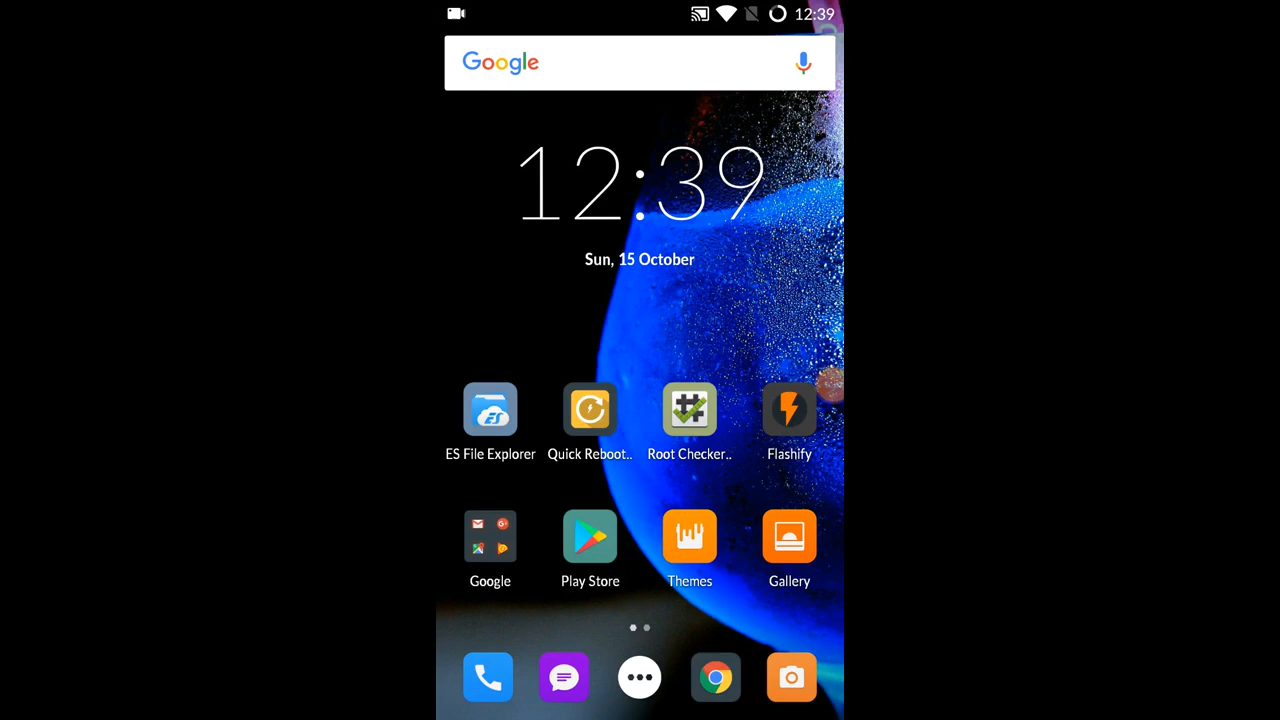 12:39
Google
12:39
Sun, 15 October
ES
ES File Explorer
Quick Reboot..
Root Checker..
Flashify
Google
Play Store
Themes
Gallery